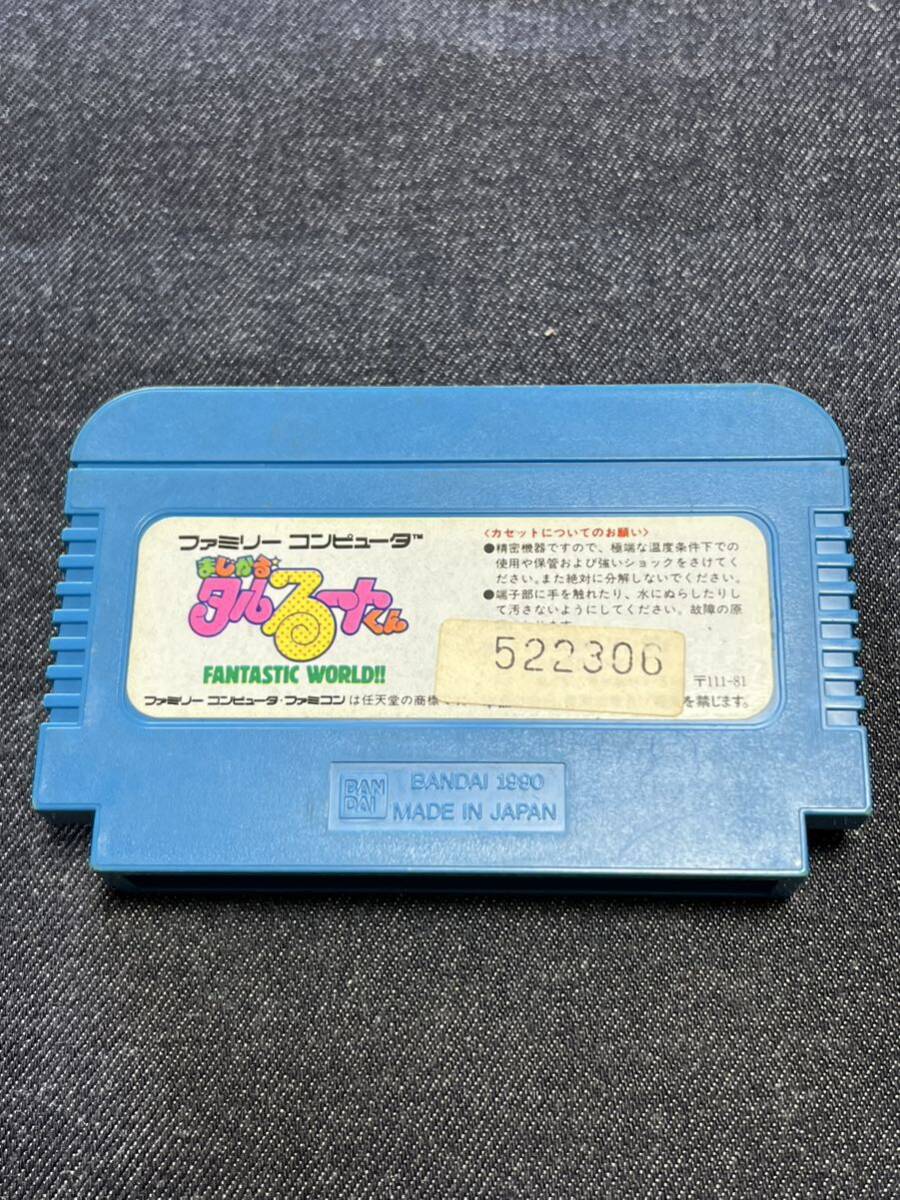 ファミリー コンピュータ™
まじかる
タルるートくん
FANTASTIC WORLD!!
ファミリー コンピュータ・ファミコンは任天堂の商標
〈カセットについてのお願い〉
●精密機器ですので、極端な温度条件下での
使用や保管および強いショックをさけてく
ださい。また絶対に分解しないでください。
●端子部に手を触れたり、水にぬらしたりし
て汚さないようにしてください。故障の原
522306
〒111-81
を禁じます。
BAN
DAI
BANDAI 1990
MADE IN JAPAN